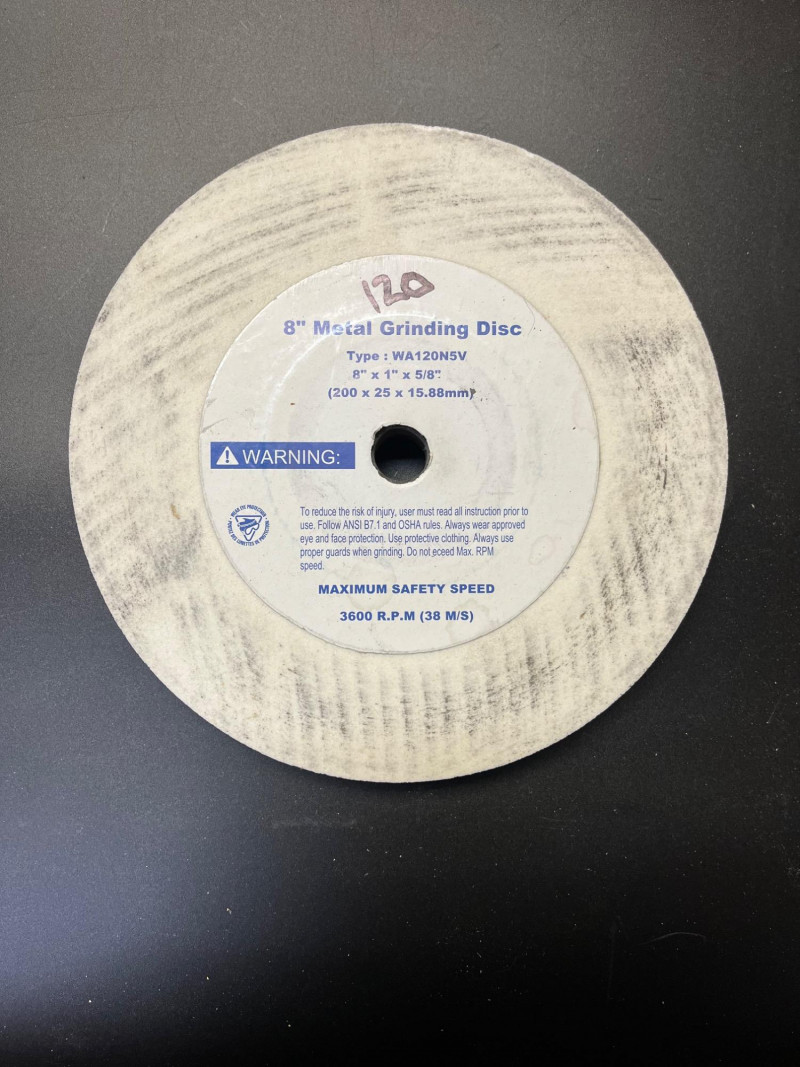 120
8" Metal Grinding Disc
Type : WA120N5V
8" x 1" x 5/8"
(200 x 25 x 15.88mm)
WARNING:
WEAR EYE PROTECTION
To reduce the risk of injury, user must read all instruction prior to
use. Follow ANSI B7.1 and OSHA rules. Always wear approved
eye and face protection. Use protective clothing. Always use
proper guards when grinding. Do not eceed Max. RPM
speed.
MAXIMUM SAFETY SPEED
3600 R.P.M (38 M/S)